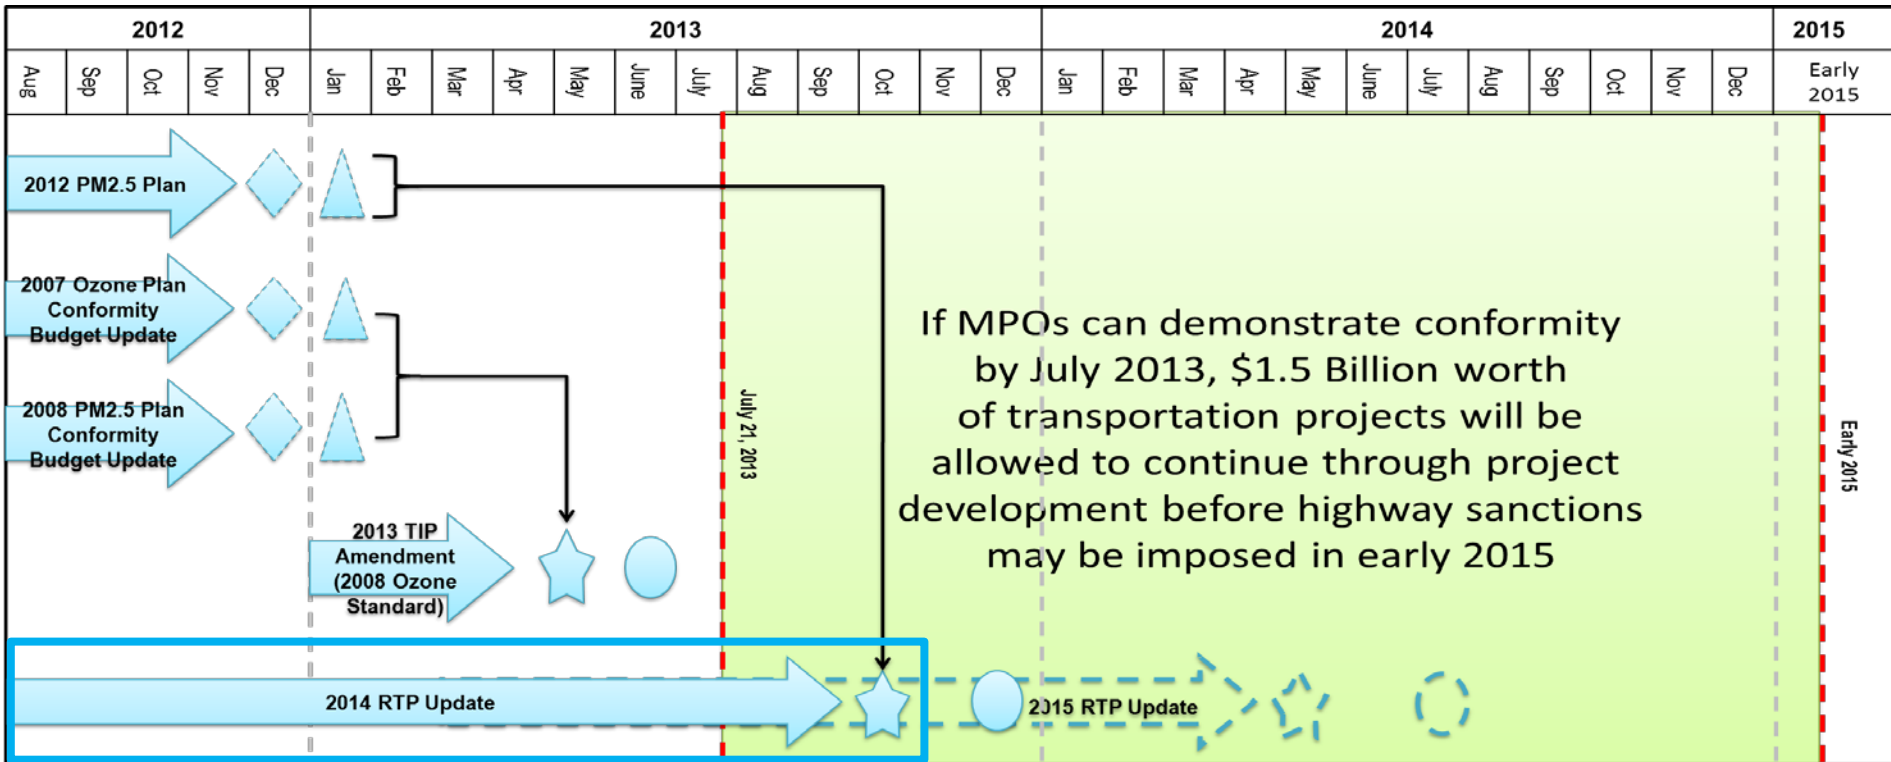 2012
2013
2014
2015
Aug
Sep
Oct
Nov
Dec
Jan
Feb
Mar
Apr
May
June
July
Aug
Sep
Oct
Nov
Dec
Jan
Feb
Mar
Apr
May
June
July
Aug
Sep
Oct
Nov
Dec
Early
2015
2012 PM2.5 Plan
2007 Ozone Plan
Conformity
Budget Update
2008 PM2.5 Plan
Conformity
Budget Update
2013 TIP
Amendment
(2008 Ozone
Standard)
July 21, 2013
If MPOs can demonstrate conformity
by July 2013, $1.5 Billion worth
of transportation projects will be
allowed to continue through project
development before highway sanctions
may be imposed in early 2015
Early 2015
2014 RTP Update
2015 RTP Update